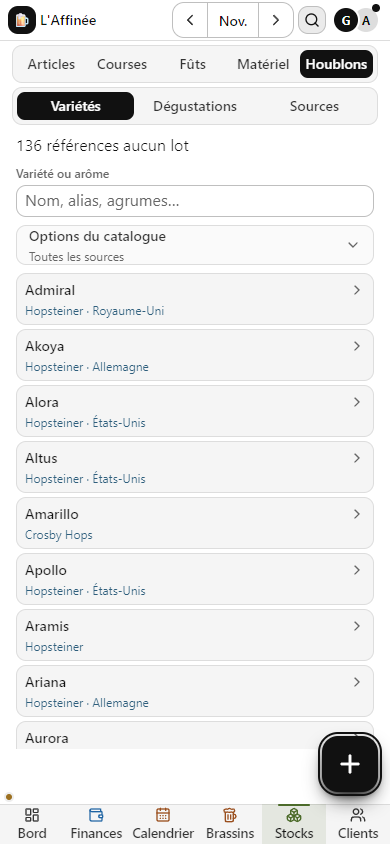 L'Affinée
Nov.
G
A
Articles Courses Fûts Matériel Houblons
Variétés Dégustations Sources
136 références aucun lot
Variété ou arôme
Nom, alias, agrumes...
Options du catalogue
Toutes les sources
Admiral
Hopsteiner · Royaume-Uni
Akoya
Hopsteiner · Allemagne
Alora
Hopsteiner · États-Unis
Altus
Hopsteiner · États-Unis
Amarillo
Crosby Hops
Apollo
Hopsteiner · États-Unis
Aramis
Hopsteiner
Ariana
Hopsteiner · Allemagne
Aurora
Bord Finances Calendrier Brassins Stocks Clients